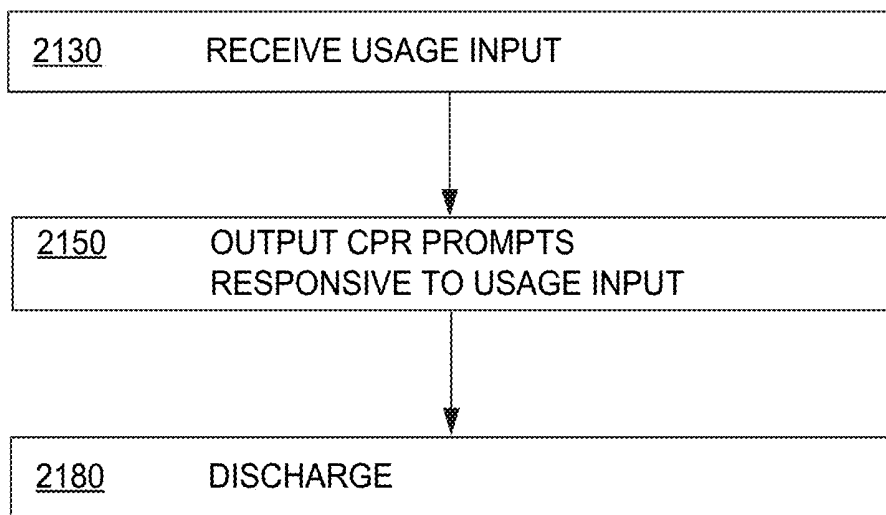 2130 RECEIVE USAGE INPUT
2150 OUTPUT CPR PROMPTS
RESPONSIVE TO USAGE INPUT
2180 DISCHARGE